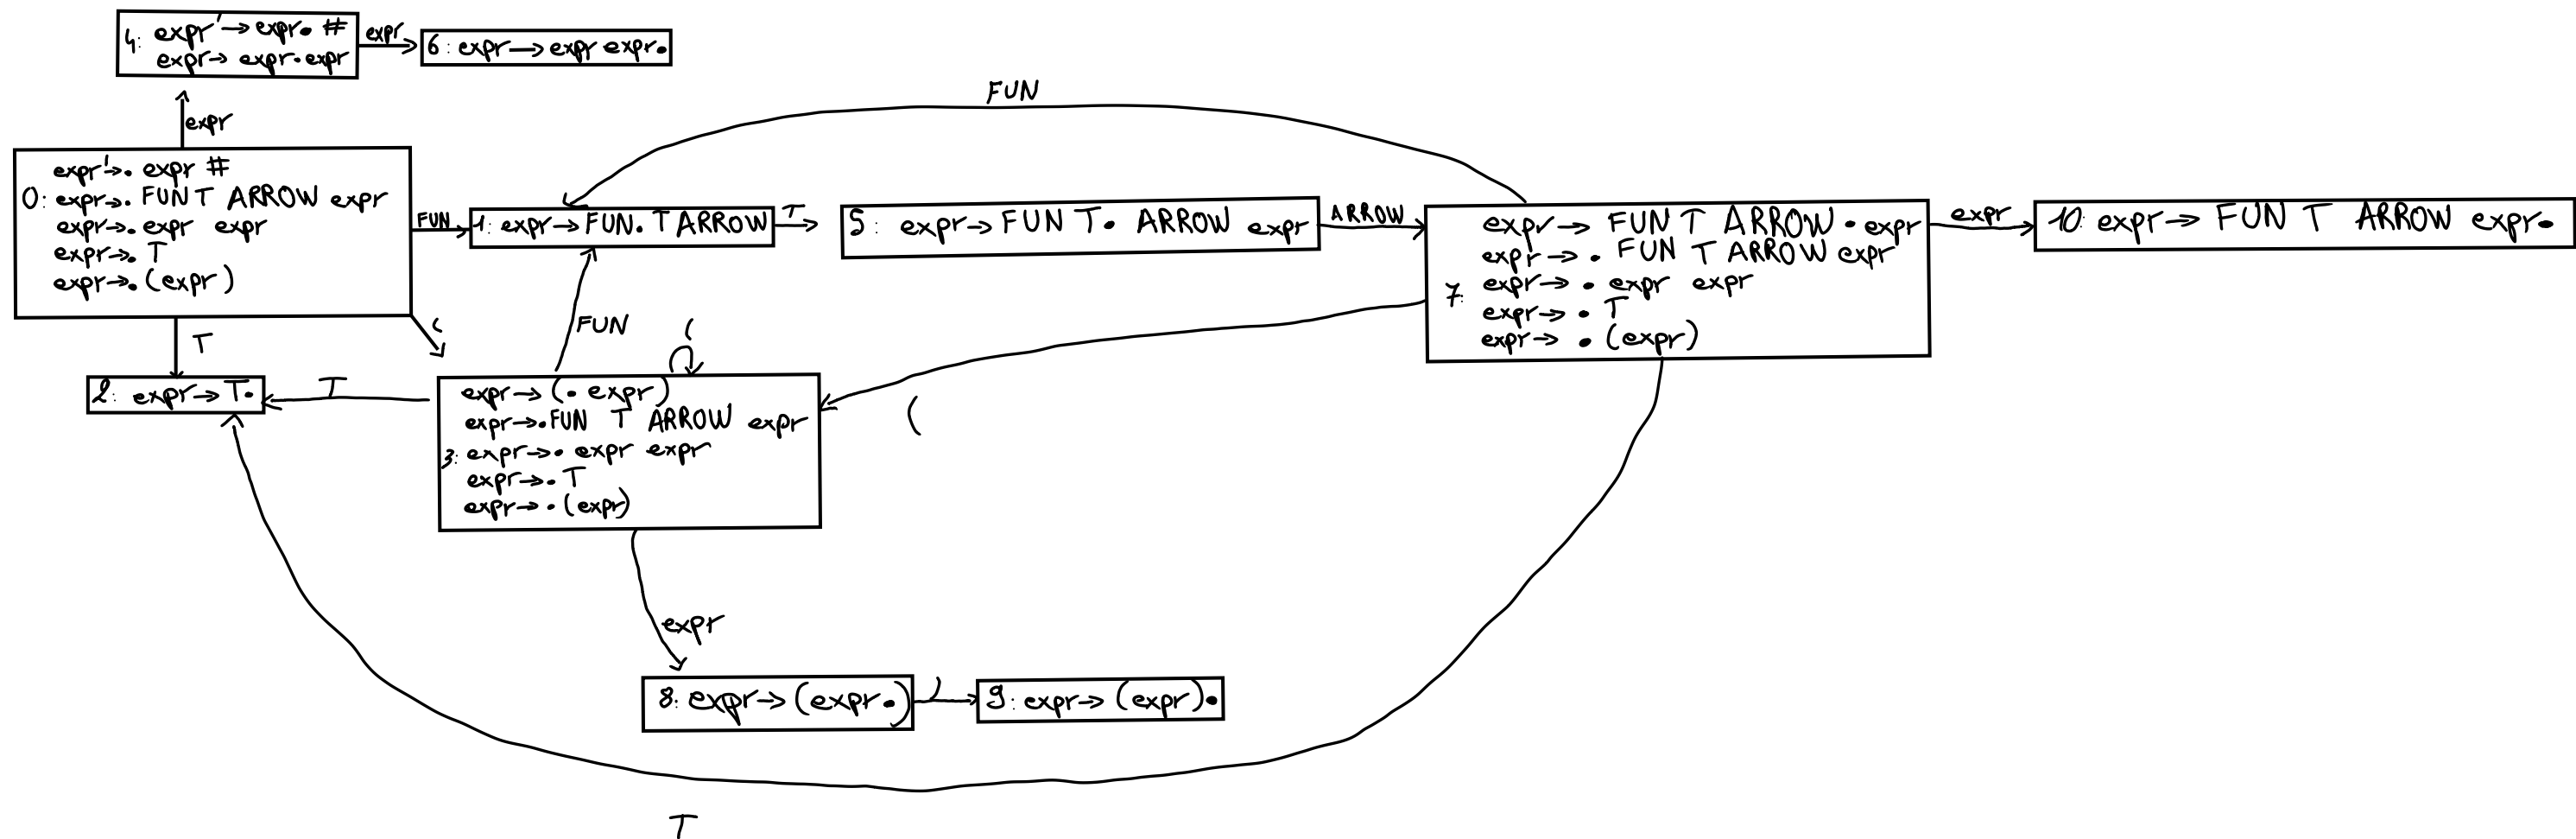 4: expr' → expr. #
expr → expr. expr
expr
6: expr → expr expr.
expr
FUN
0: expr' →. expr #
expr →. FUN T ARROW expr
expr →. expr expr
expr →. T
expr →. (expr)
FUN
1: expr → FUN. T ARROW
T
5: expr → FUN T. ARROW expr
ARROW
7: expr → FUN T ARROW. expr
expr → . FUN T ARROW expr
expr → . expr expr
expr → . T
expr → . (expr)
expr
10: expr → FUN T ARROW expr.
T
(
FUN
(
2: expr → T.
T
3: expr → (. expr)
expr →. FUN T ARROW expr
expr →. expr expr
expr →. T
expr → . (expr)
(
expr
8: expr → (expr.)
)
9: expr → (expr).
T